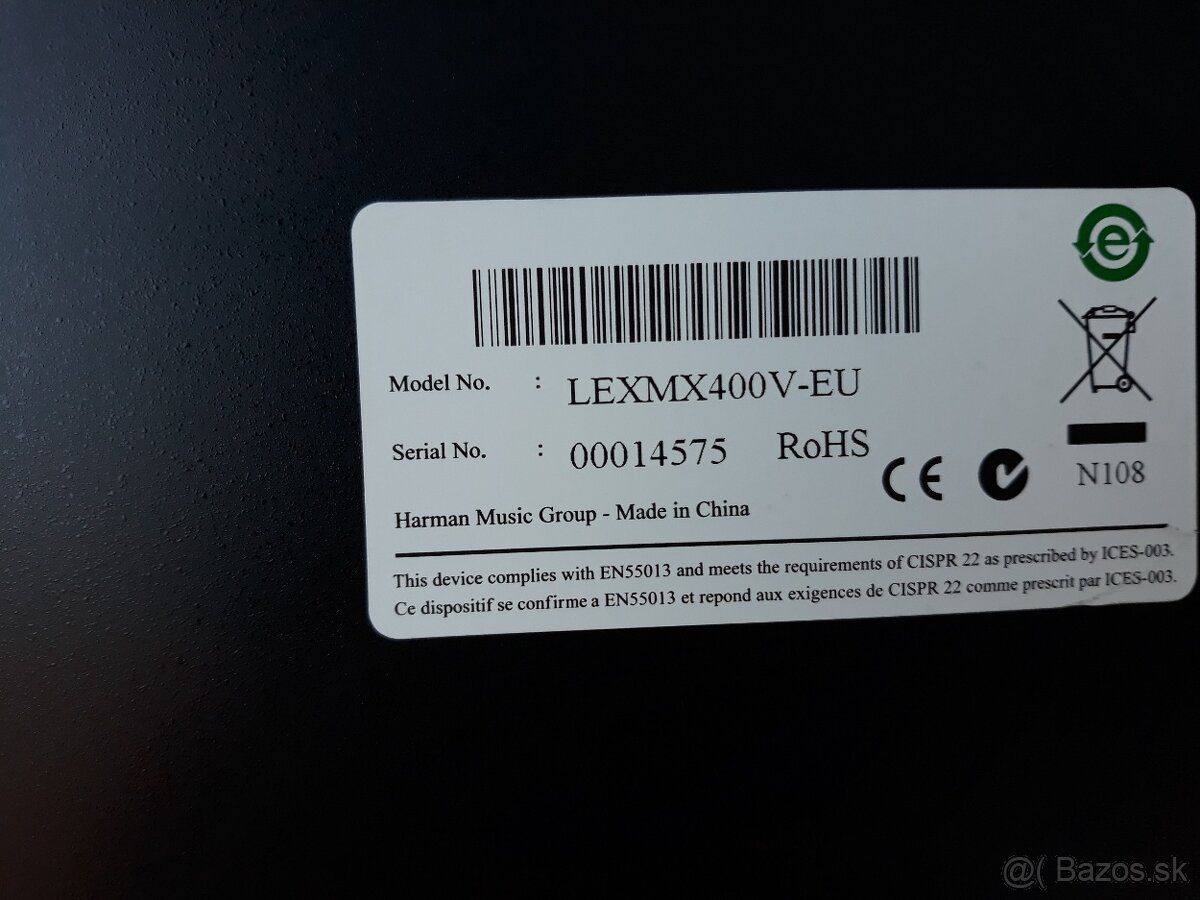 e
Model No. : LEXMX400V-EU
Serial No. : 00014575 RoHS
CE
N108
Harman Music Group - Made in China
This device complies with EN55013 and meets the requirements of CISPR 22 as prescribed by ICES-003.
Ce dispositif se confirme a EN55013 et repond aux exigences de CISPR 22 comme prescrit par ICES-003.
@( Bazos.sk